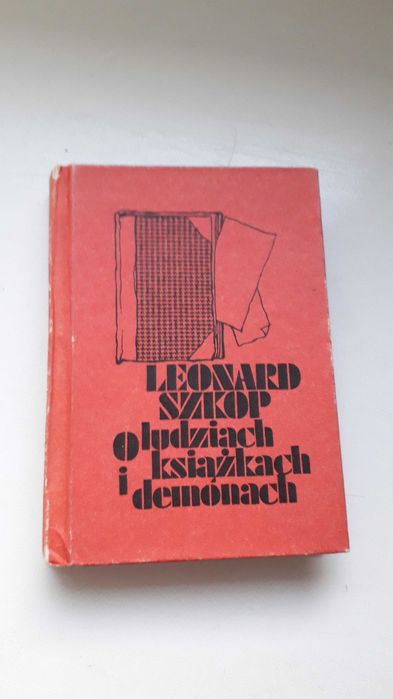 LEONARD
SZKOP
o ludziach
książkach
i demonach